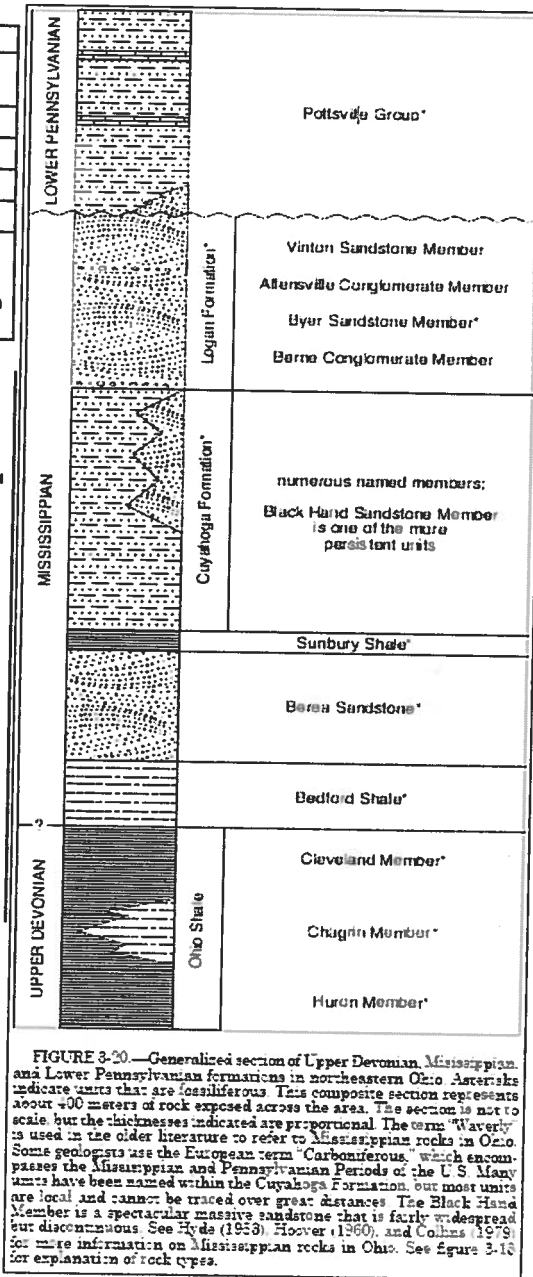 LOWER PENNSYLVANIAN
Pottsville Group*
MISSISSIPPIAN
Logan Formation*
Vinton Sandstone Member
Allensville Conglomerate Member
Byer Sandstone Member*
Berne Conglomerate Member
Cuyahoga Formation*
numerous named members;
Black Hand Sandstone Member
is one of the more
persistent units
Sunbury Shale*
Berea Sandstone*
Bedford Shale*
?
UPPER DEVONIAN
Ohio Shale
Cleveland Member*
Chagrin Member*
Huron Member*
FIGURE 3-20.—Generalized section of Upper Devonian, Mississippian,
and Lower Pennsylvanian formations in northeastern Ohio. Asterisks
indicate units that are fossiliferous. This composite section represents
about 400 meters of rock exposed across the area. The section is not to
scale, but the thicknesses indicated are proportional. The term "Waverly"
is used in the older literature to refer to Mississippian rocks in Ohio.
Some geologists use the European term "Carboniferous," which encom-
passes the Mississippian and Pennsylvanian Periods of the U.S. Many
units have been named within the Cuyahoga Formation, but most units
are local and cannot be traced over great distances. The Black Hand
Member is a spectacular massive sandstone that is fairly widespread
but discontinuous. See Hyde (1953), Hoover (1960), and Collins (1979)
for more information on Mississippian rocks in Ohio. See figure 3-18
for explanation of rock types.